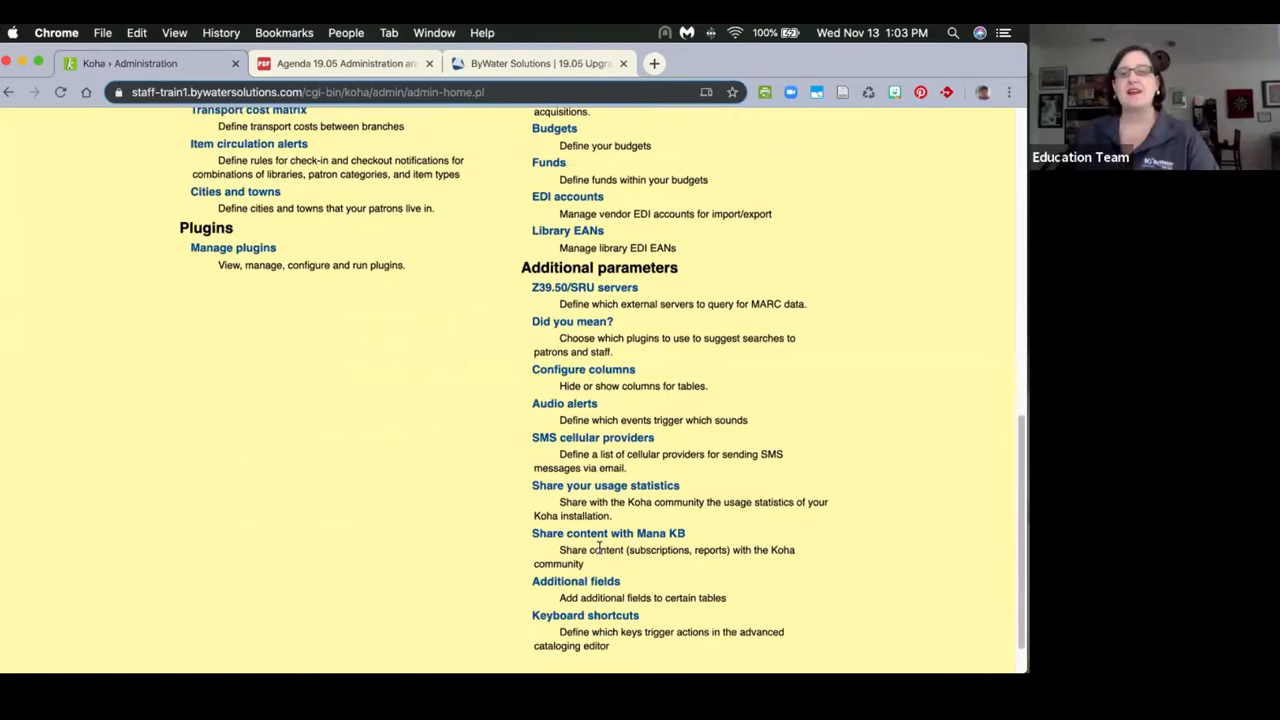 Chrome File Edit View History Bookmarks People Tab Window Help 100% Wed Nov 13 1:03 PM
Koha › Administration
Agenda 19.05 Administration an
ByWater Solutions | 19.05 Upgr
staff-train1.bywatersolutions.com/cgi-bin/koha/admin/admin-home.pl
Transport cost matrix
Define transport costs between branches
Item circulation alerts
Define rules for check-in and checkout notifications for
combinations of libraries, patron categories, and item types
Cities and towns
Define cities and towns that your patrons live in.
Plugins
Manage plugins
View, manage, configure and run plugins.
acquisitions.
Budgets
Define your budgets
Funds
Define funds within your budgets
EDI accounts
Manage vendor EDI accounts for import/export
Library EANs
Manage library EDI EANs
Additional parameters
Z39.50/SRU servers
Define which external servers to query for MARC data.
Did you mean?
Choose which plugins to use to suggest searches to
patrons and staff.
Configure columns
Hide or show columns for tables.
Audio alerts
Define which events trigger which sounds
SMS cellular providers
Define a list of cellular providers for sending SMS
messages via email.
Share your usage statistics
Share with the Koha community the usage statistics of your
Koha installation.
Share content with Mana KB
Share content (subscriptions, reports) with the Koha
community
Additional fields
Add additional fields to certain tables
Keyboard shortcuts
Define which keys trigger actions in the advanced
cataloging editor
Education Team